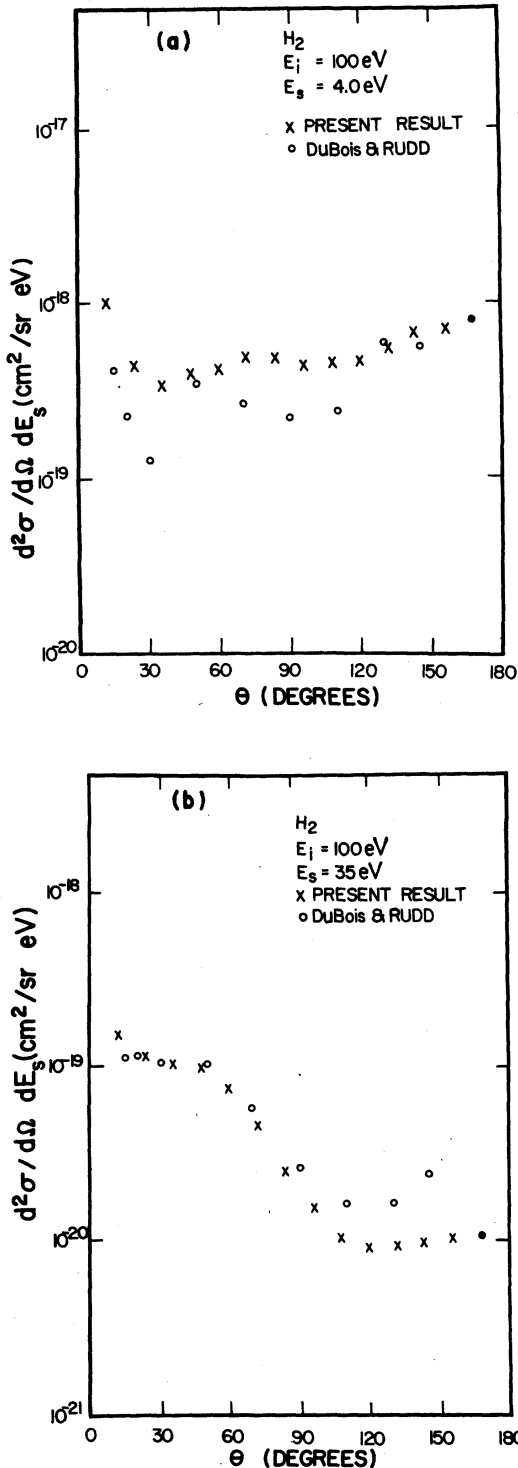 (a)
H₂
Eᵢ = 100 eV
Eₛ = 4.0 eV
x PRESENT RESULT
o DuBois & RUDD
10⁻¹⁷
10⁻¹⁸
10⁻¹⁹
10⁻²⁰
d²σ/dΩ dEₛ (cm²/sr eV)
0 30 60 90 120 150 180
θ (DEGREES)
(b)
H₂
Eᵢ = 100 eV
Eₛ = 35 eV
x PRESENT RESULT
o DuBois & RUDD
10⁻¹⁸
10⁻¹⁹
10⁻²⁰
10⁻²¹
d²σ/dΩ dEₛ (cm²/sr eV)
0 30 60 90 120 150 180
θ (DEGREES)